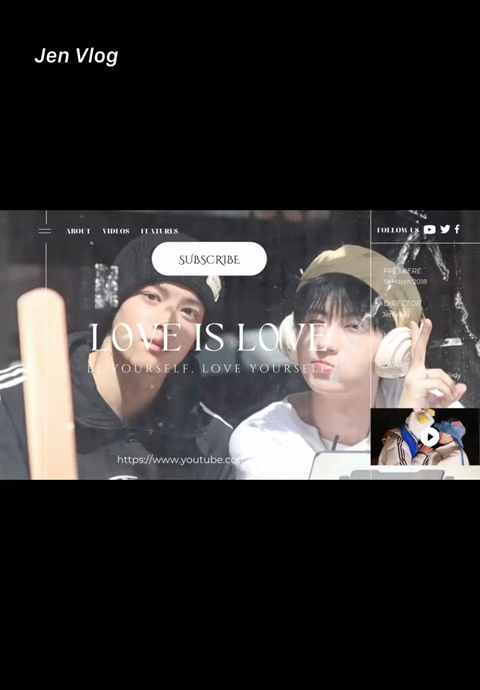 Jen Vlog
ABOUT VIDEOS FEATURES
FOLLOW US
SUBSCRIBE
PREMIERE
DIRECTOR
LOVE IS LOVE
BE YOURSELF, LOVE YOURSELF
https://www.youtube.com